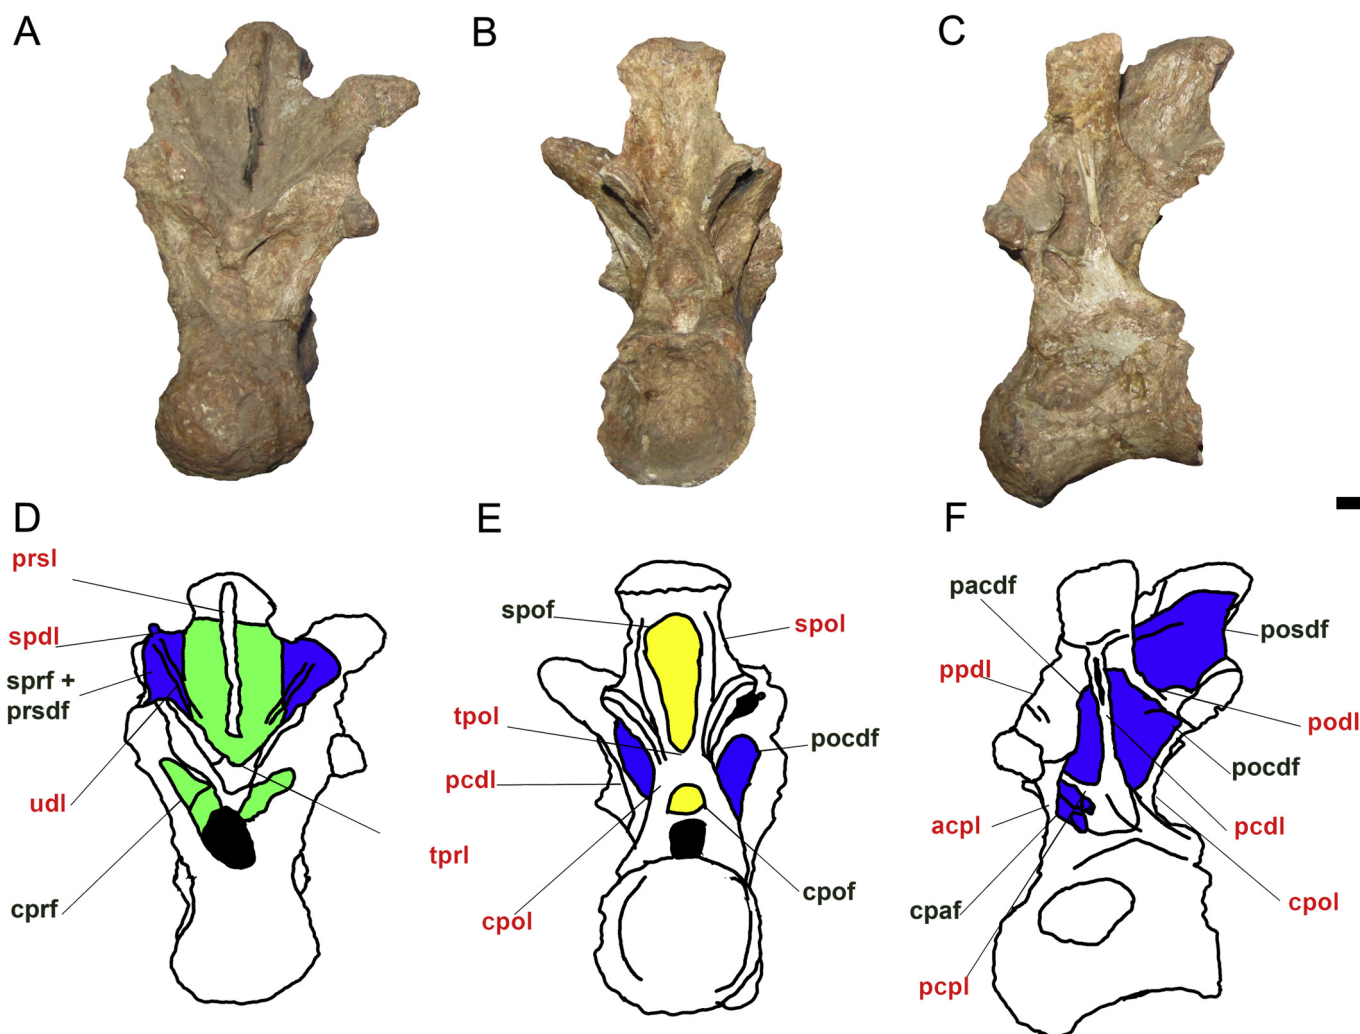 A
B
C
D
E
F
prsl
spdl
sprf +
prsdf
udl
cprf
tprl
spof
spol
tpol
pocdf
pcdl
cpol
cpof
pacdf
posdf
ppdl
podl
pocdf
acpl
pcdl
cpaf
cpol
pcpl